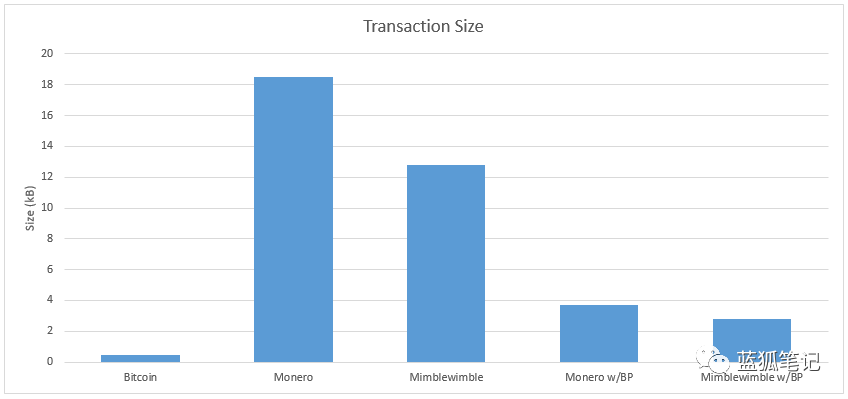 Transaction Size
20
18
16
14
12
10
8
6
4
2
0
Size (kB)
Bitcoin
Monero
Mimblewimble
Monero w/BP
Mimblewimble w/BP
蓝狐笔记